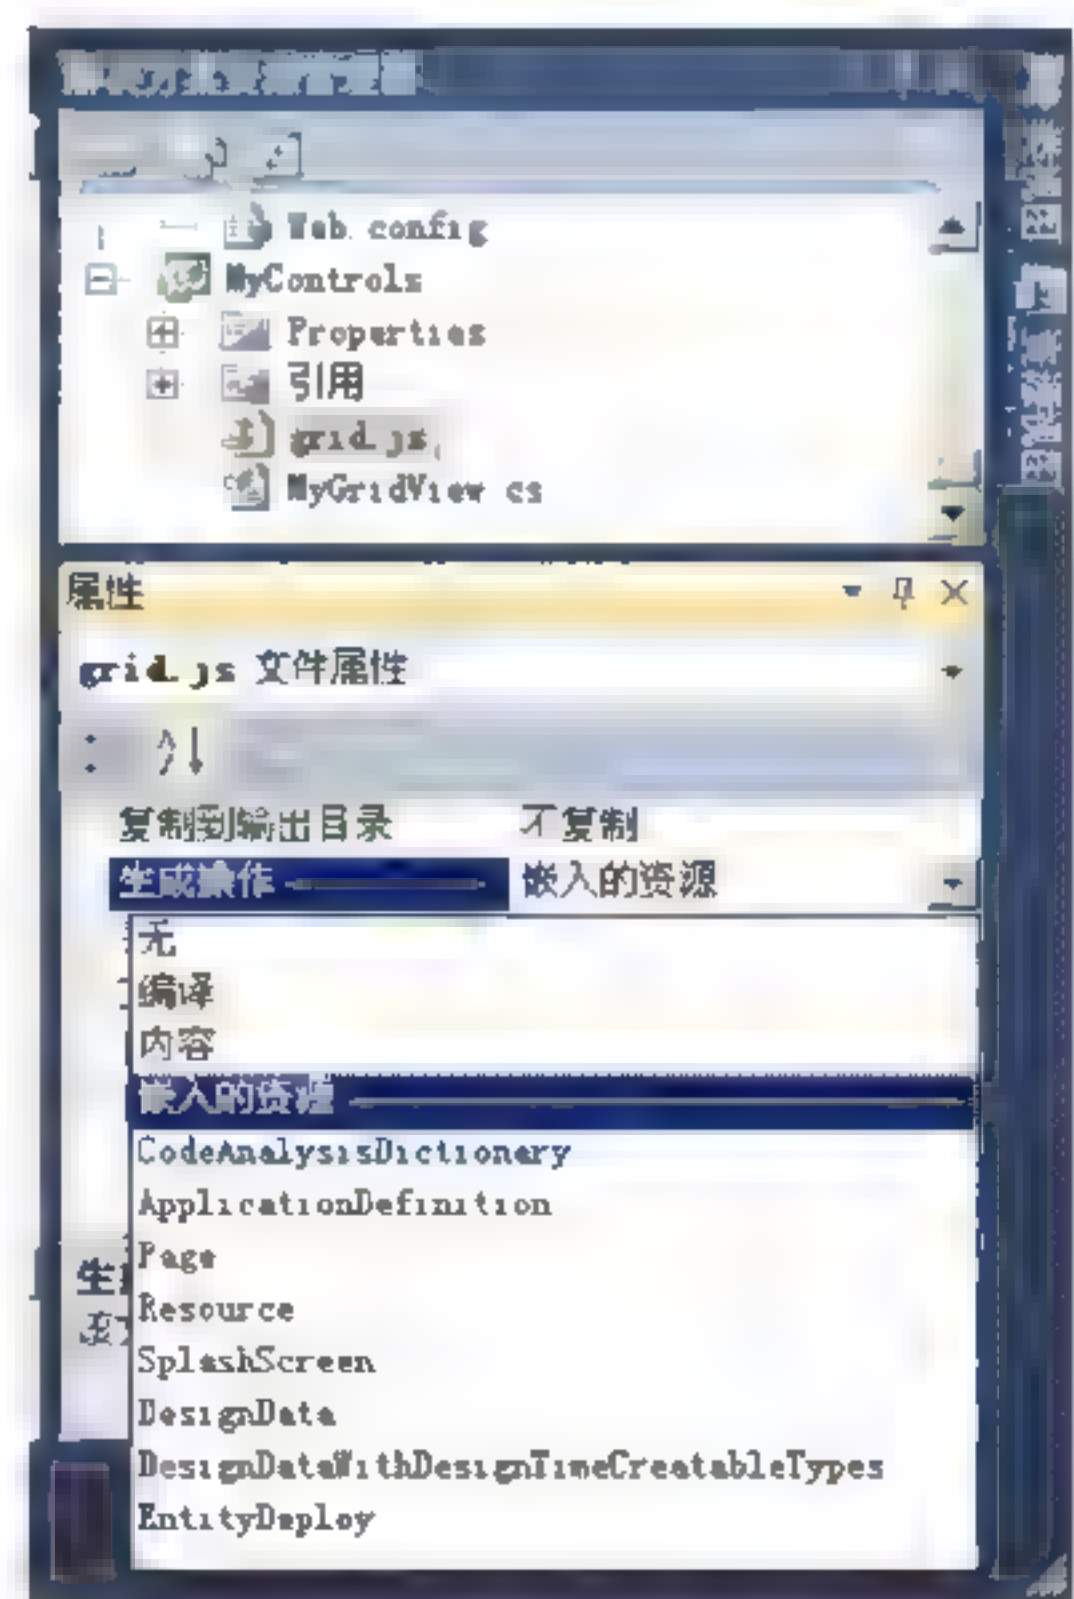 Web.config
MyControls
Properties
引用
grid.js
MyGridView.cs
属性
grid.js 文件属性
复制到输出目录 不复制
生成操作 嵌入的资源
无
编译
内容
嵌入的资源
CodeAnalysisDictionary
ApplicationDefinition
Page
Resource
SplashScreen
DesignData
DesignDataWithDesignTimeCreatableTypes
EntityDeploy